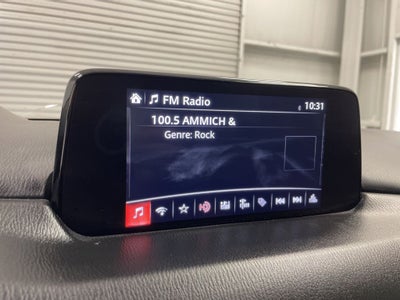 FM Radio
10:31
100.5 AMMICH &
Genre: Rock